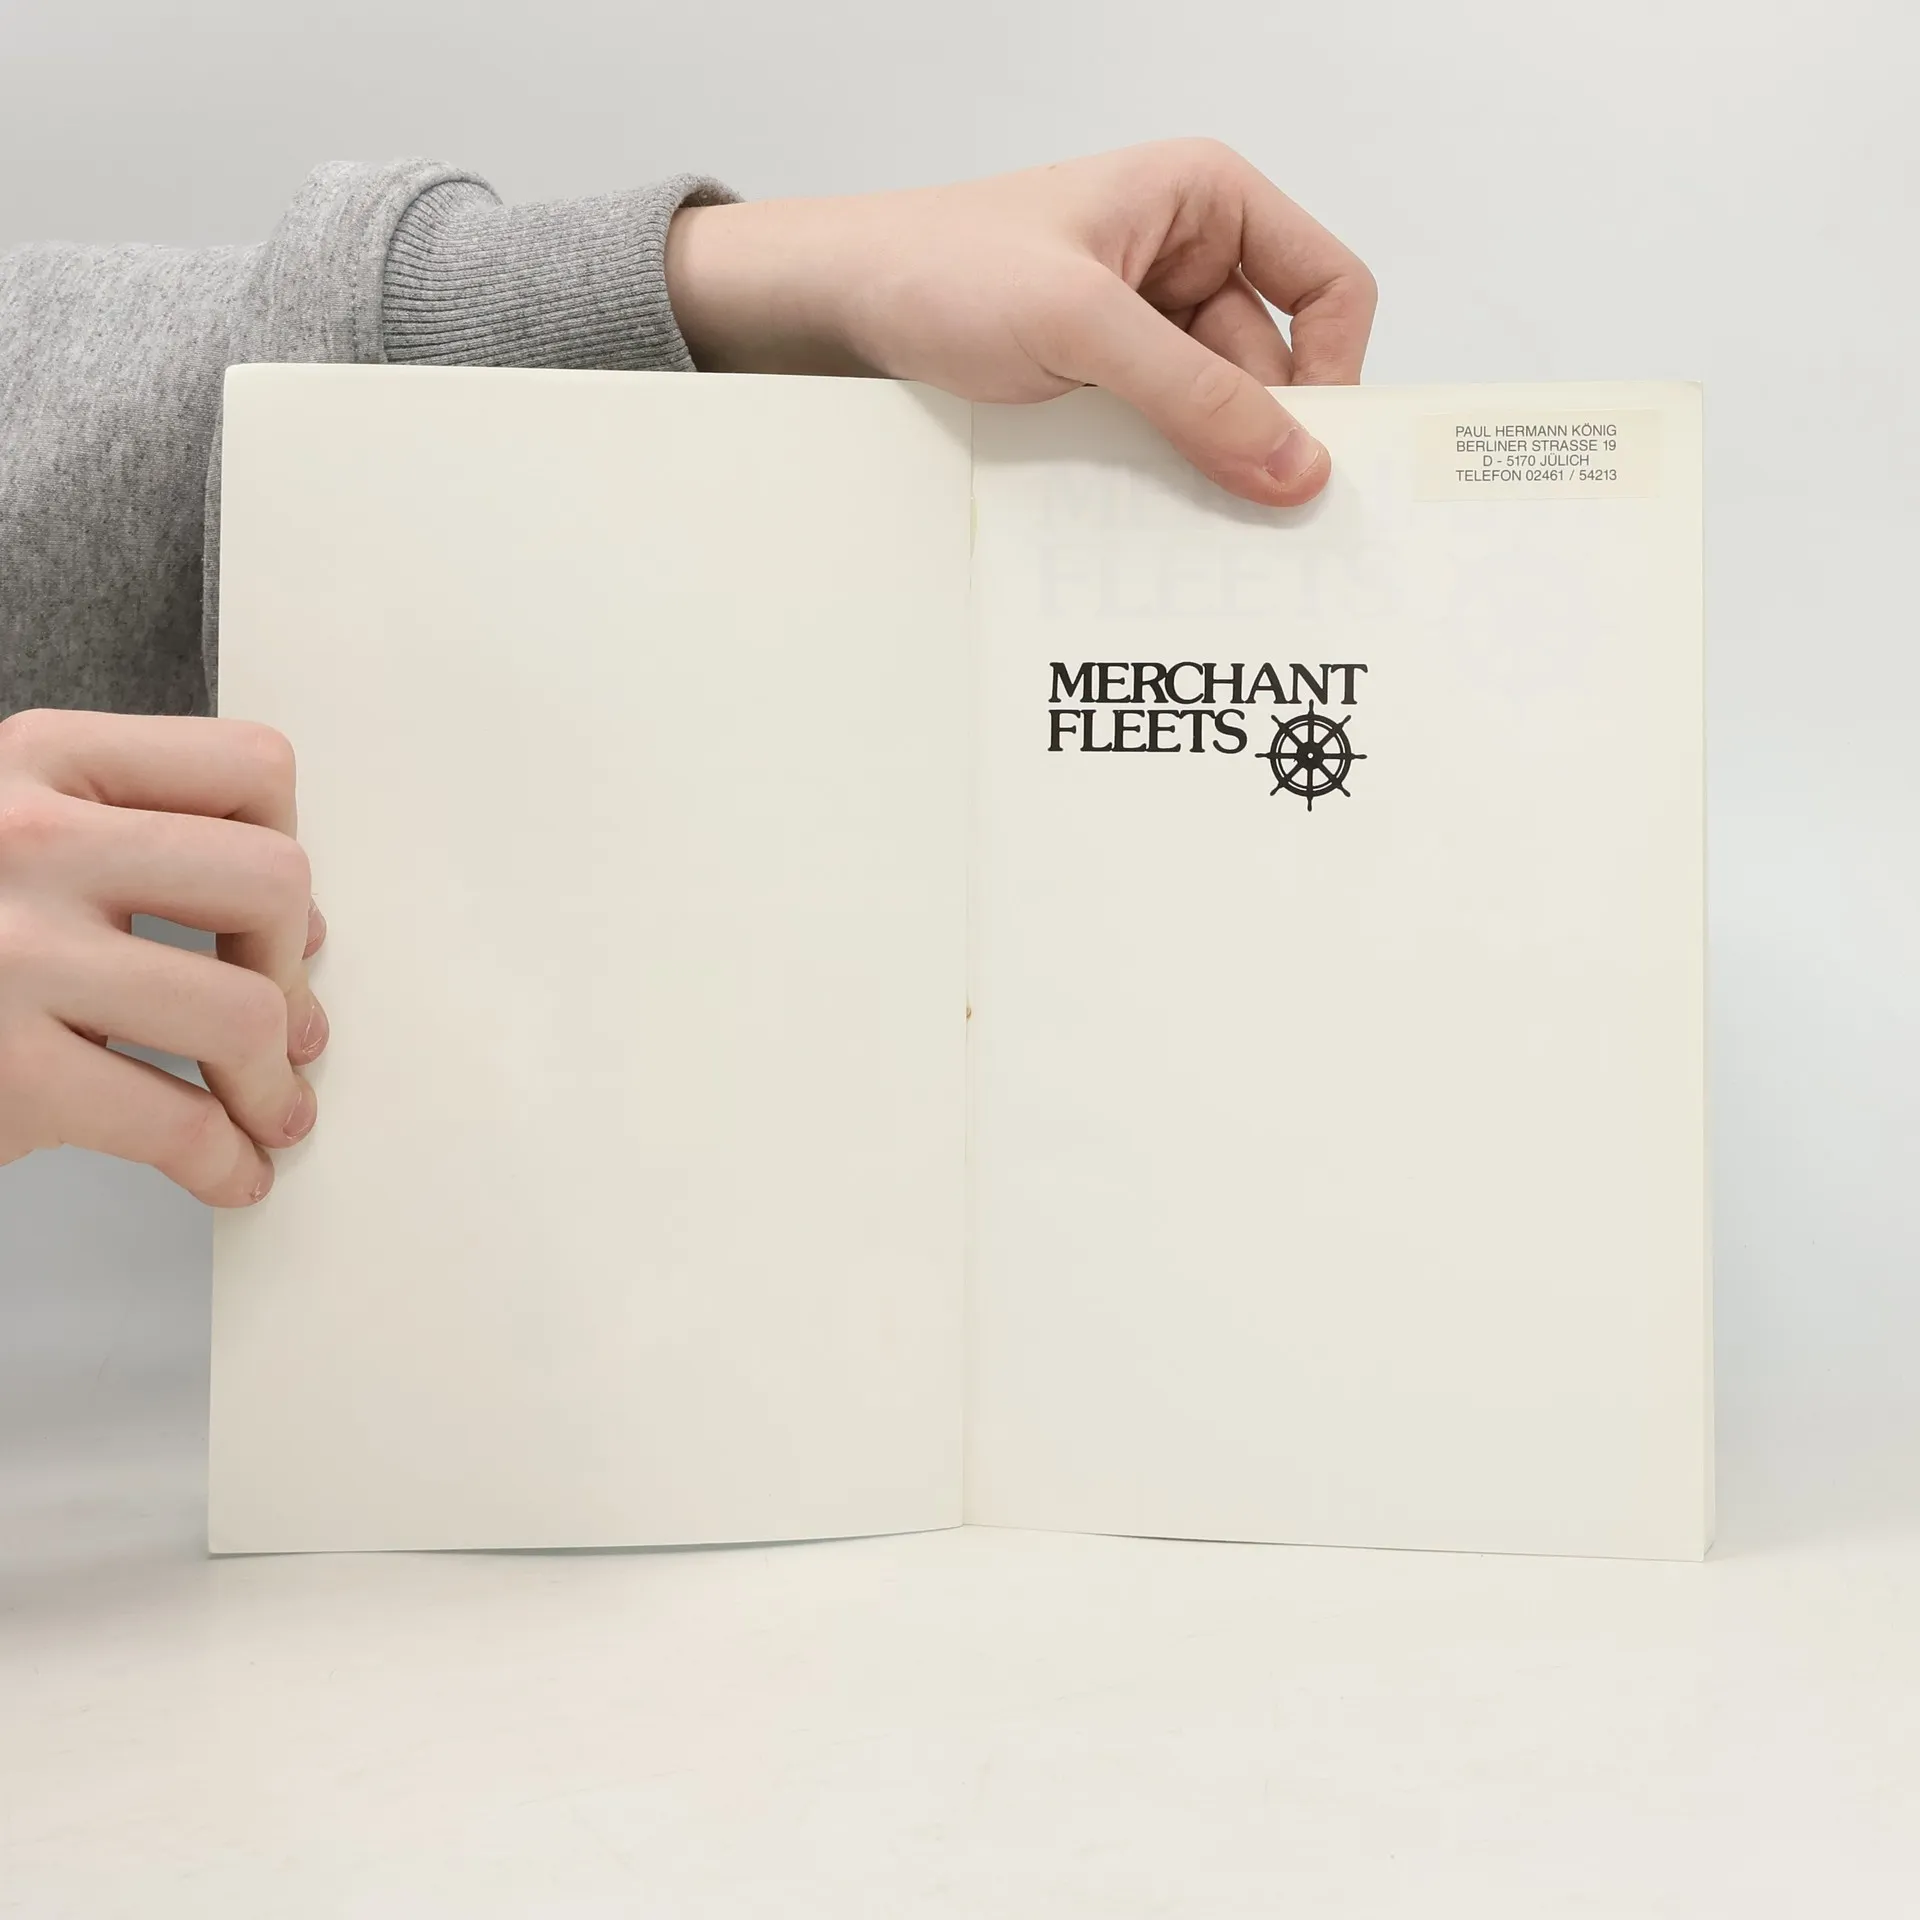 PAUL HERMANN KÖNIG
BERLINER STRASSE 19
D - 5170 JÜLICH
TELEFON 02461 / 54213
MERCHANT
FLEETS